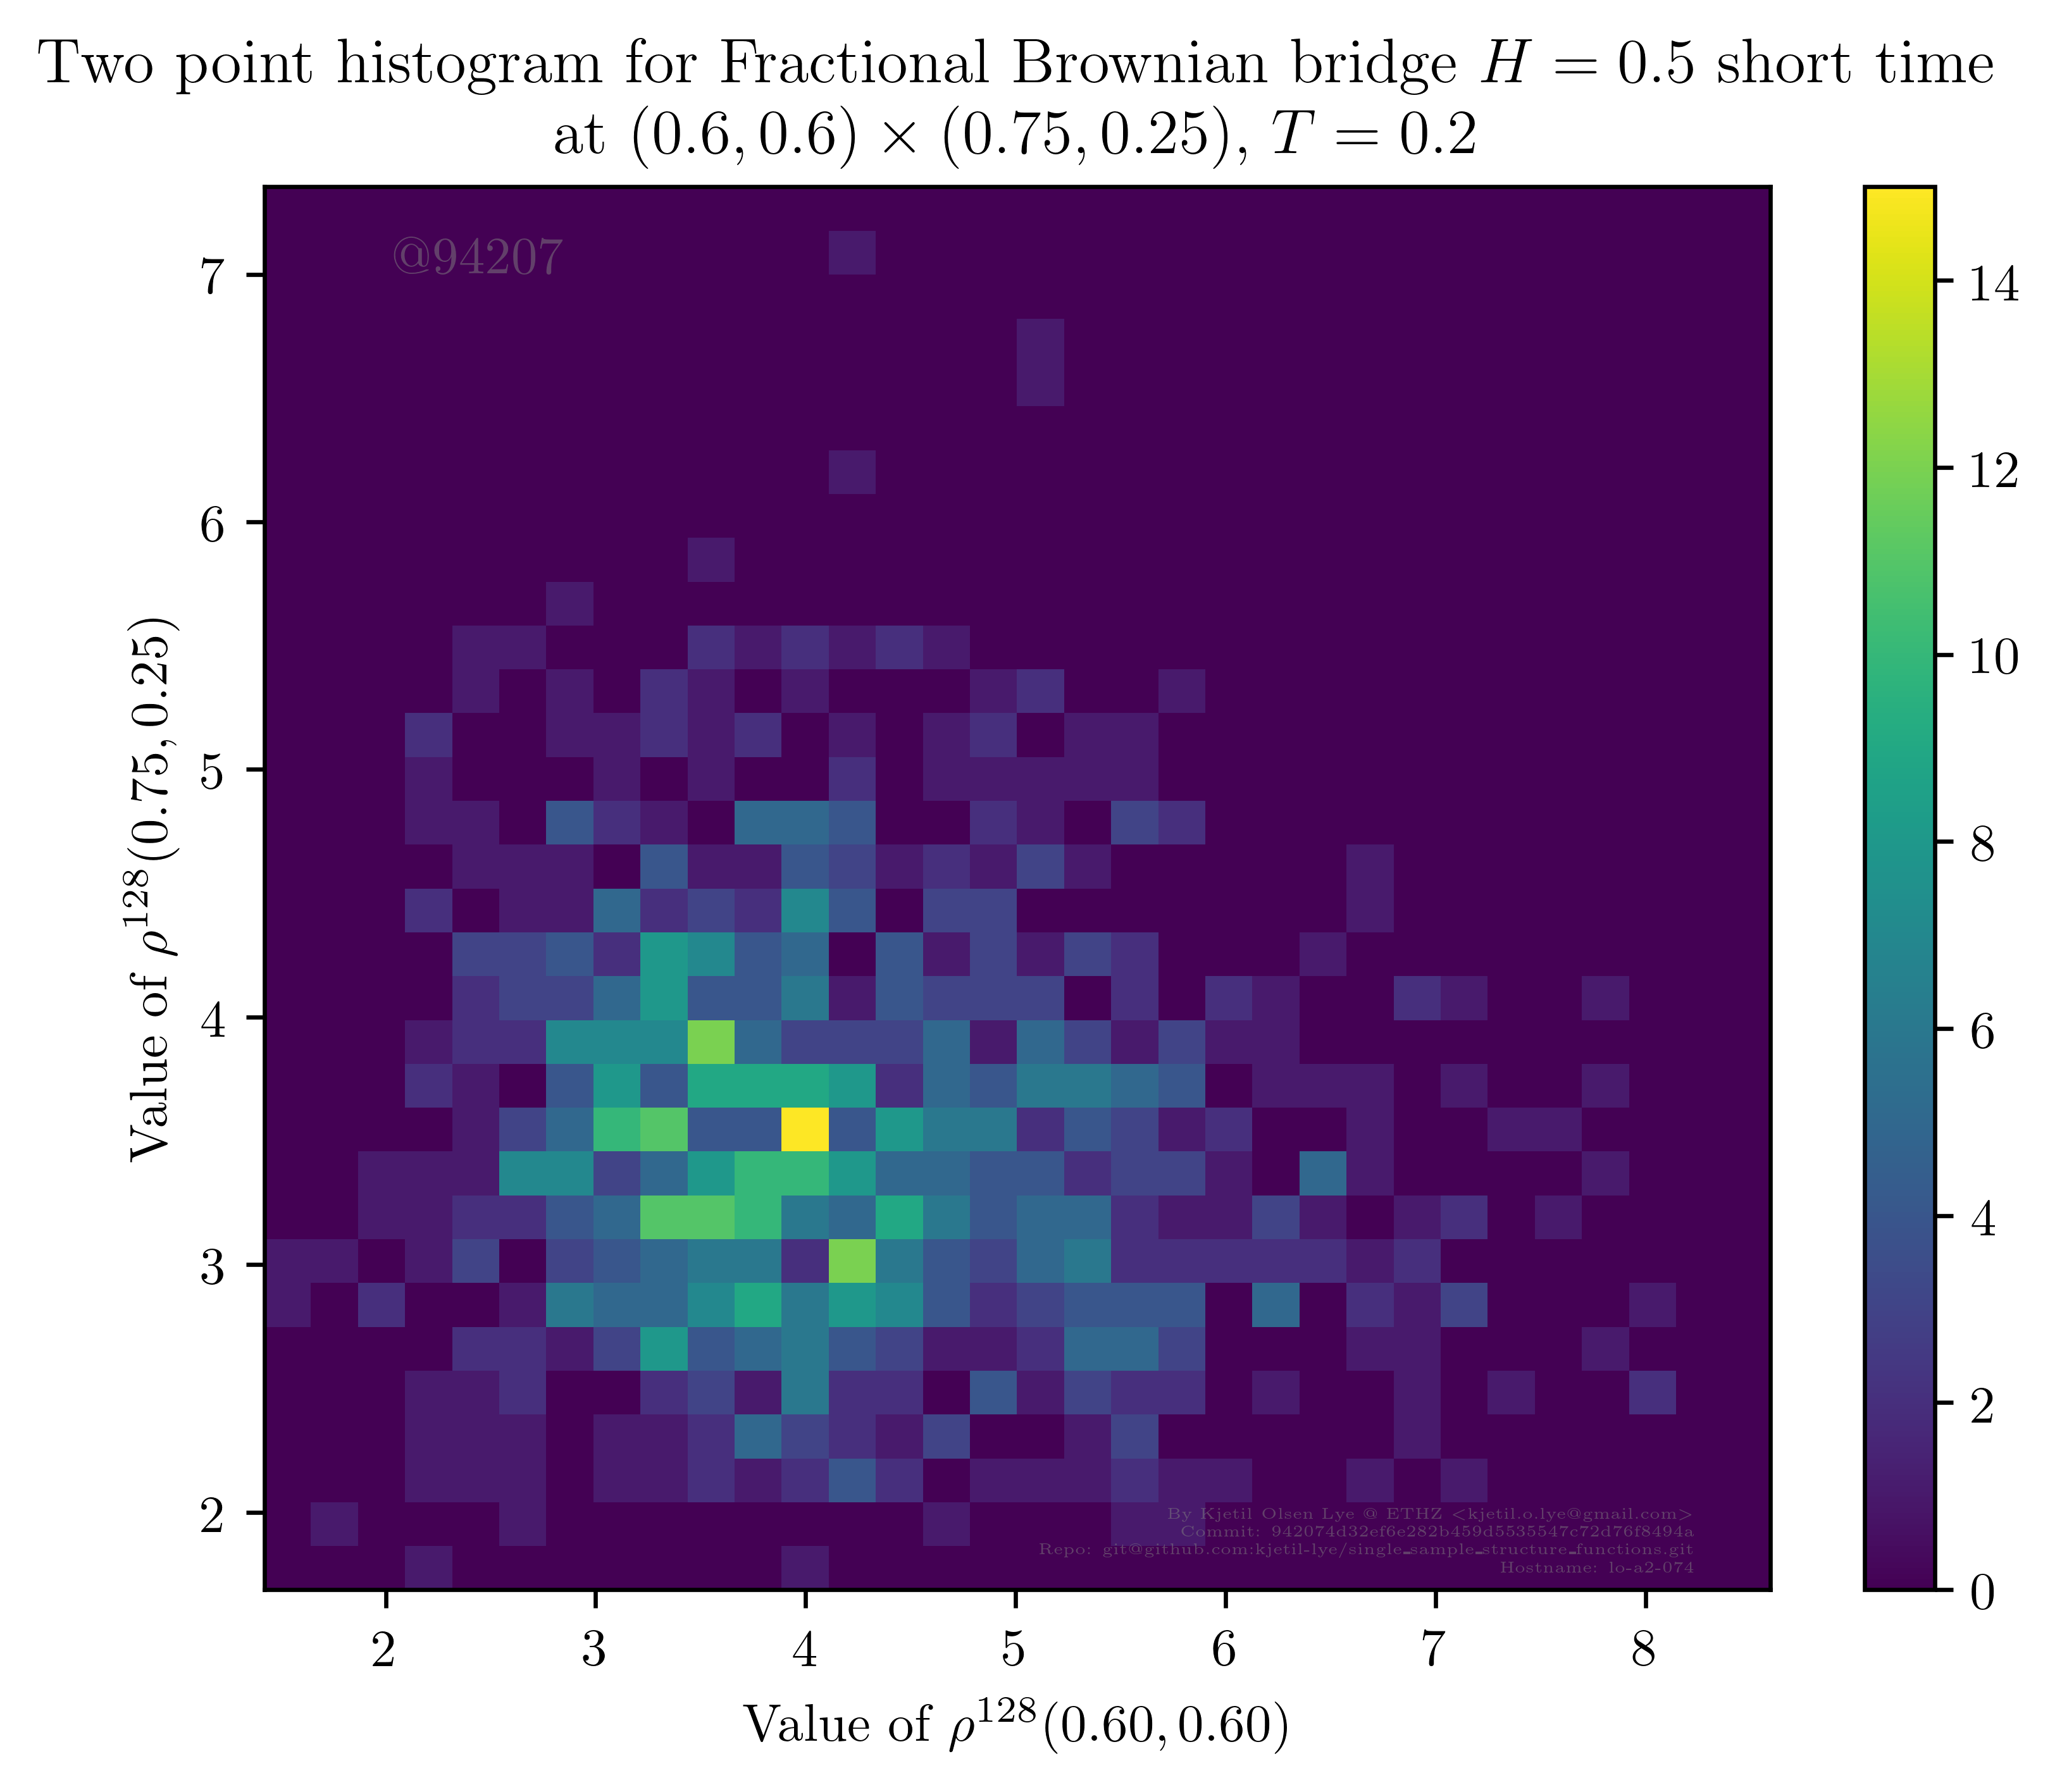 Two point histogram for Fractional Brownian bridge H = 0.5 short time
at (0.6, 0.6) × (0.75, 0.25), T = 0.2
@94207
7
6
5
4
3
2
Value of ρ^128(0.75, 0.25)
2 3 4 5 6 7 8
Value of ρ^128(0.60, 0.60)
14
12
10
8
6
4
2
0
By Kjetil Olsen Lye @ ETHZ <kjetil.o.lye@gmail.com>
Commit: 942074d32ef6e282b459d5535547c72d76f8494a
Repo: git@github.com:kjetil-lye/single_sample_structure_functions.git
Hostname: lo-a2-074